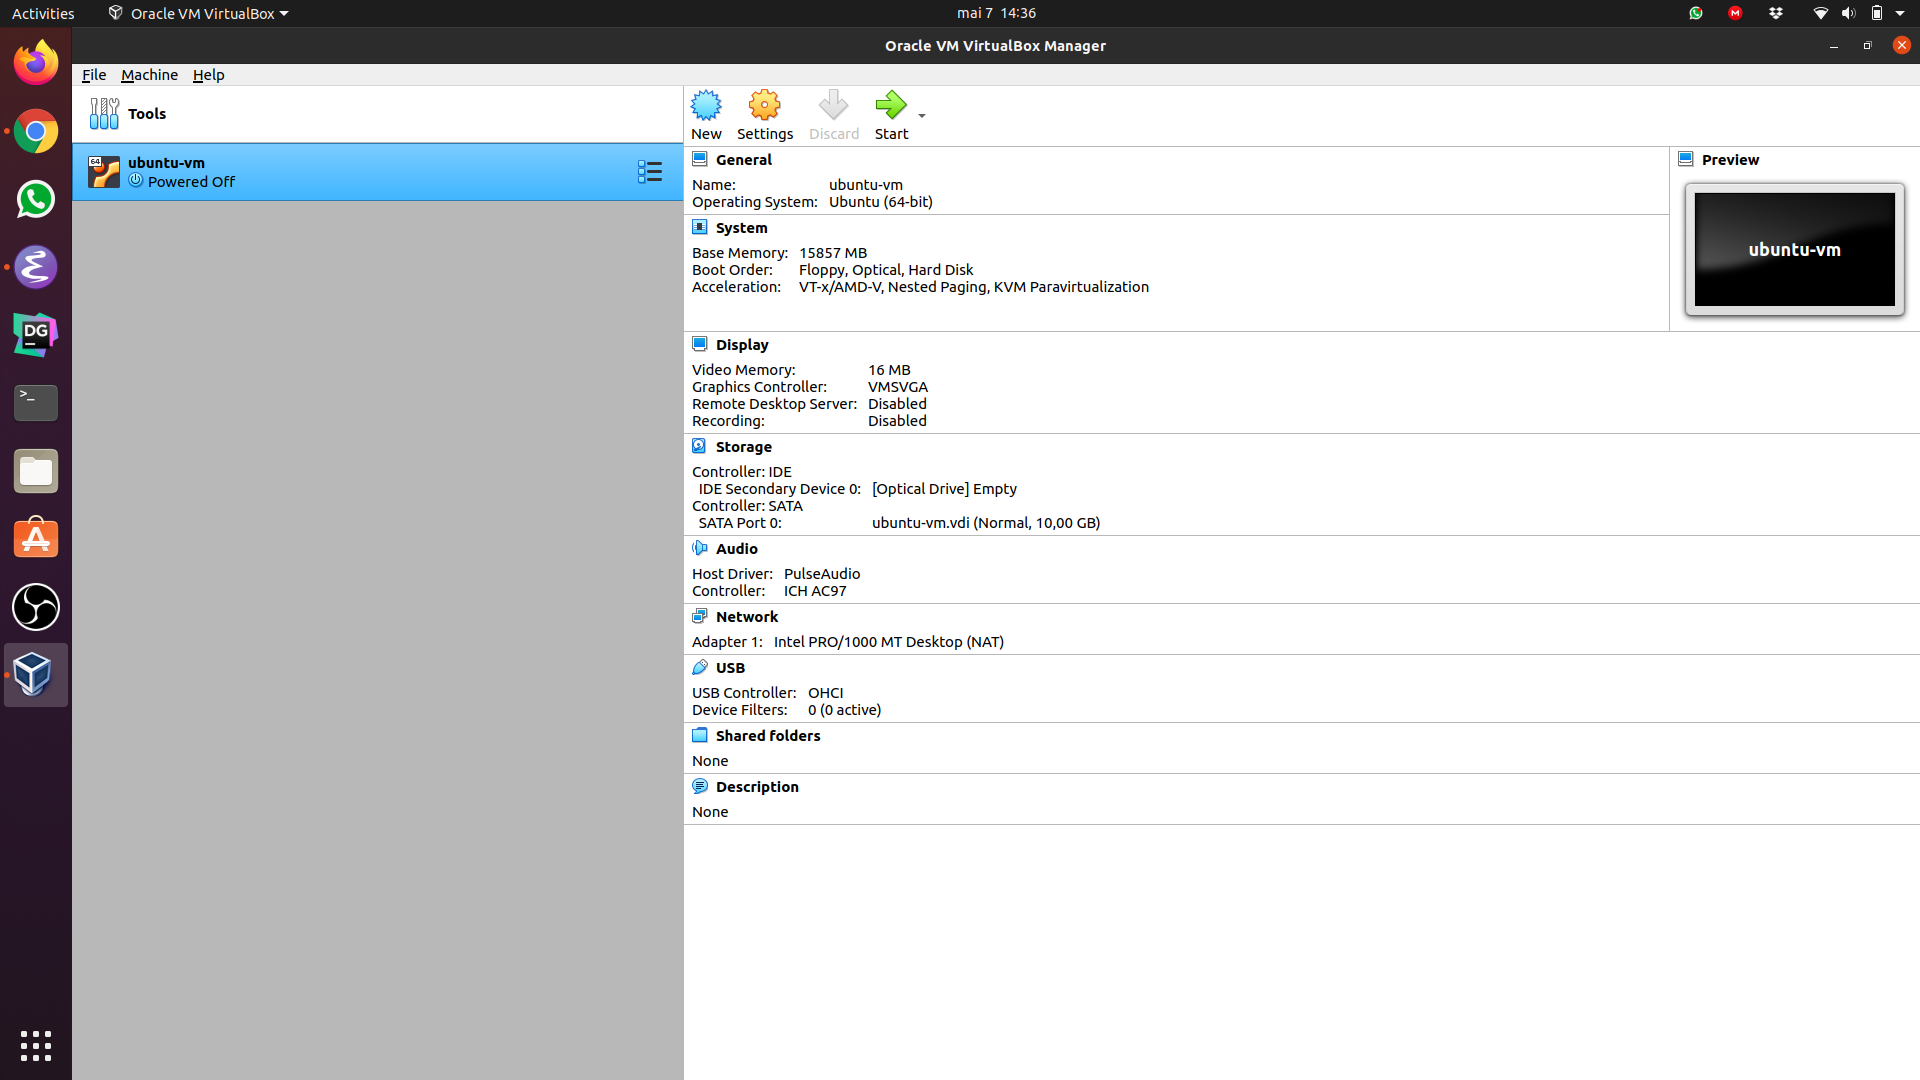 Activities
Oracle VM VirtualBox
mai 7 14:36
M
Oracle VM VirtualBox Manager
File Machine Help
Tools
New Settings Discard Start
64
ubuntu-vm
Powered Off
General
Name: ubuntu-vm
Operating System: Ubuntu (64-bit)
Preview
ubuntu-vm
System
Base Memory: 15857 MB
Boot Order: Floppy, Optical, Hard Disk
Acceleration: VT-x/AMD-V, Nested Paging, KVM Paravirtualization
Display
Video Memory: 16 MB
Graphics Controller: VMSVGA
Remote Desktop Server: Disabled
Recording: Disabled
Storage
Controller: IDE
IDE Secondary Device 0: [Optical Drive] Empty
Controller: SATA
SATA Port 0: ubuntu-vm.vdi (Normal, 10,00 GB)
Audio
Host Driver: PulseAudio
Controller: ICH AC97
Network
Adapter 1: Intel PRO/1000 MT Desktop (NAT)
USB
USB Controller: OHCI
Device Filters: 0 (0 active)
Shared folders
None
Description
None
DG
>_